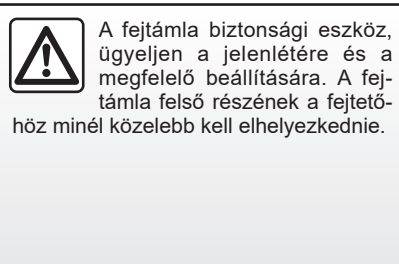 A fejtámla biztonsági eszköz,
ügyeljen a jelenlétére és a
megfelelő beállítására. A fej-
támla felső részének a fejtető-
höz minél közelebb kell elhelyezkednie.